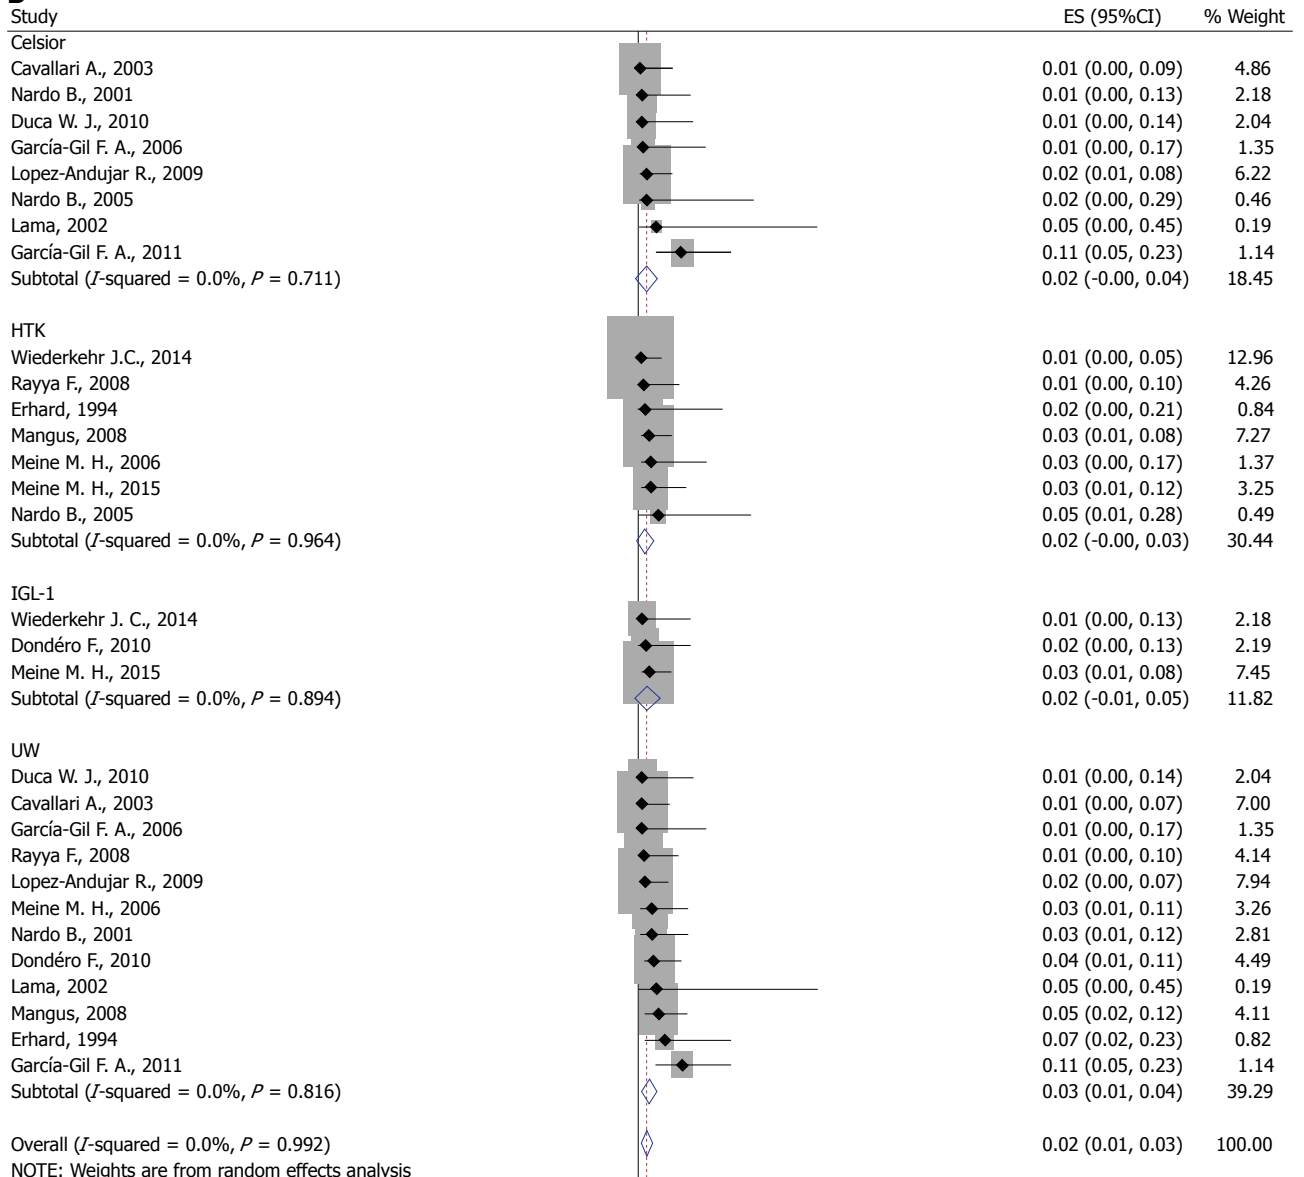 Study ES (95%CI) % Weight
Celsior
Cavallari A., 2003 0.01 (0.00, 0.09) 4.86
Nardo B., 2001 0.01 (0.00, 0.13) 2.18
Duca W. J., 2010 0.01 (0.00, 0.14) 2.04
García-Gil F. A., 2006 0.01 (0.00, 0.17) 1.35
Lopez-Andujar R., 2009 0.02 (0.01, 0.08) 6.22
Nardo B., 2005 0.02 (0.00, 0.29) 0.46
Lama, 2002 0.05 (0.00, 0.45) 0.19
García-Gil F. A., 2011 0.11 (0.05, 0.23) 1.14
Subtotal (I-squared = 0.0%, P = 0.711) 0.02 (-0.00, 0.04) 18.45
HTK
Wiederkehr J.C., 2014 0.01 (0.00, 0.05) 12.96
Rayya F., 2008 0.01 (0.00, 0.10) 4.26
Erhard, 1994 0.02 (0.00, 0.21) 0.84
Mangus, 2008 0.03 (0.01, 0.08) 7.27
Meine M. H., 2006 0.03 (0.00, 0.17) 1.37
Meine M. H., 2015 0.03 (0.01, 0.12) 3.25
Nardo B., 2005 0.05 (0.01, 0.28) 0.49
Subtotal (I-squared = 0.0%, P = 0.964) 0.02 (-0.00, 0.03) 30.44
IGL-1
Wiederkehr J. C., 2014 0.01 (0.00, 0.13) 2.18
Dondéro F., 2010 0.02 (0.00, 0.13) 2.19
Meine M. H., 2015 0.03 (0.01, 0.08) 7.45
Subtotal (I-squared = 0.0%, P = 0.894) 0.02 (-0.01, 0.05) 11.82
UW
Duca W. J., 2010 0.01 (0.00, 0.14) 2.04
Cavallari A., 2003 0.01 (0.00, 0.07) 7.00
García-Gil F. A., 2006 0.01 (0.00, 0.17) 1.35
Rayya F., 2008 0.01 (0.00, 0.10) 4.14
Lopez-Andujar R., 2009 0.02 (0.00, 0.07) 7.94
Meine M. H., 2006 0.03 (0.01, 0.11) 3.26
Nardo B., 2001 0.03 (0.01, 0.12) 2.81
Dondéro F., 2010 0.04 (0.01, 0.11) 4.49
Lama, 2002 0.05 (0.00, 0.45) 0.19
Mangus, 2008 0.05 (0.02, 0.12) 4.11
Erhard, 1994 0.07 (0.02, 0.23) 0.82
García-Gil F. A., 2011 0.11 (0.05, 0.23) 1.14
Subtotal (I-squared = 0.0%, P = 0.816) 0.03 (0.01, 0.04) 39.29
Overall (I-squared = 0.0%, P = 0.992) 0.02 (0.01, 0.03) 100.00
NOTE: Weights are from random effects analysis